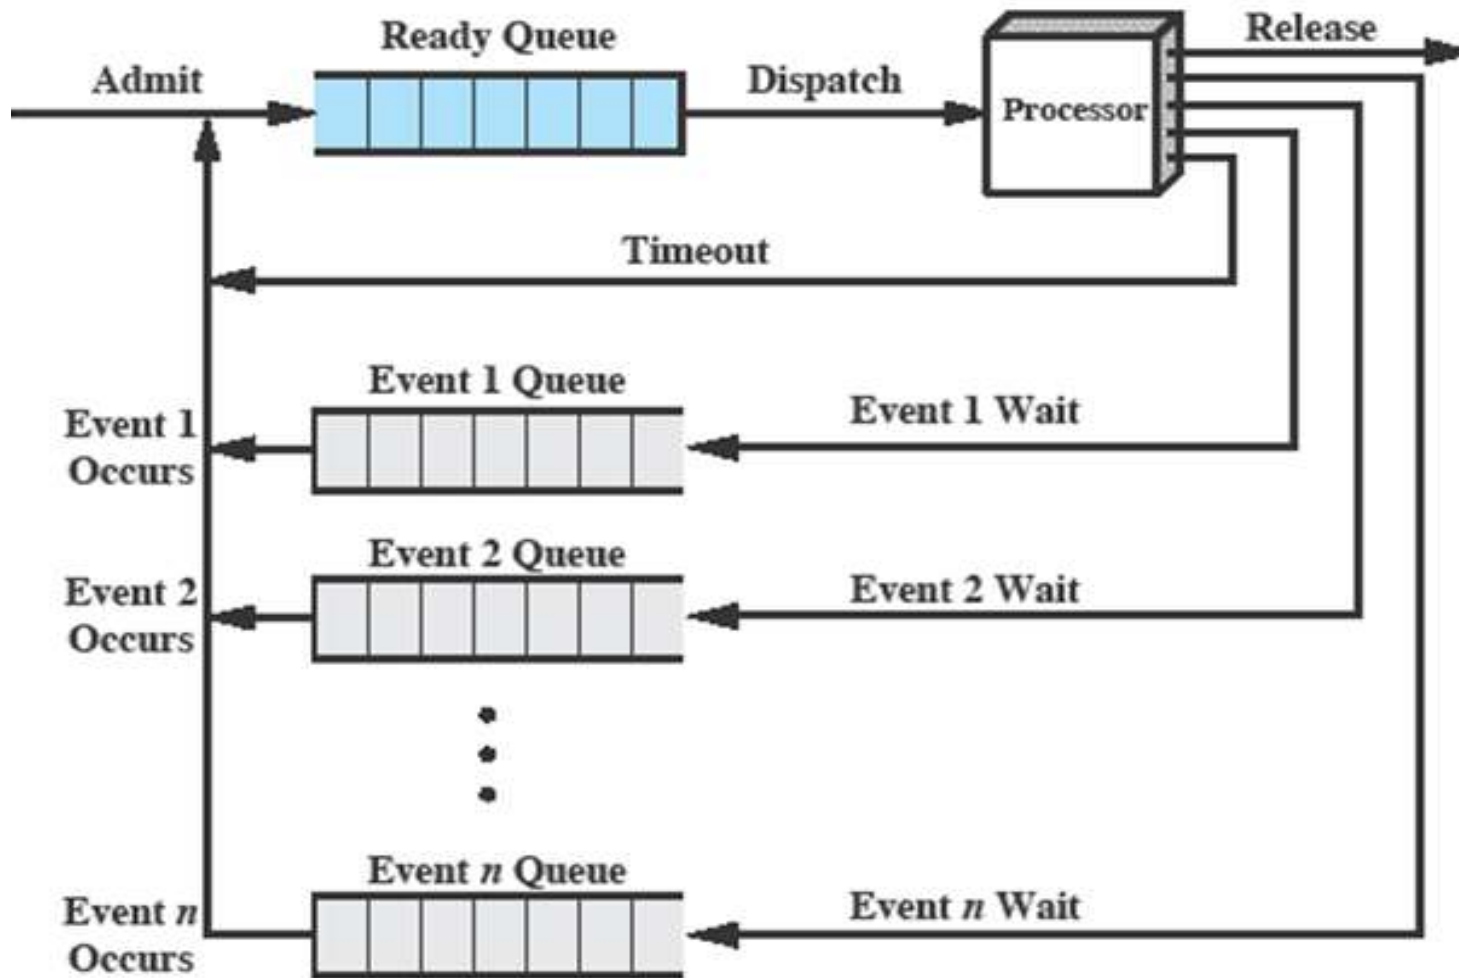 Ready Queue
Release
Admit
Dispatch
Processor
Timeout
Event 1 Queue
Event 1
Occurs
Event 1 Wait
Event 2 Queue
Event 2
Occurs
Event 2 Wait
Event n Queue
Event n
Occurs
Event n Wait